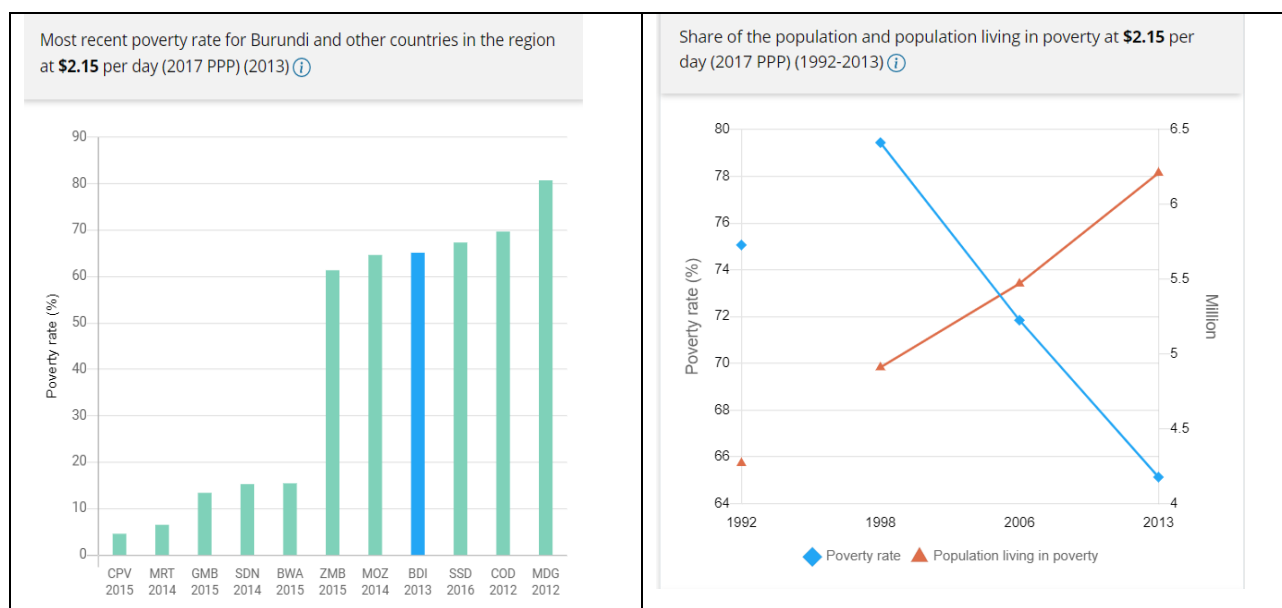 Most recent poverty rate for Burundi and other countries in the region
at $2.15 per day (2017 PPP) (2013) i
90
80
70
60
50
40
30
20
10
0
Poverty rate (%)
CPV MRT GMB SDN BWA ZMB MOZ BDI SSD COD MDG
2015 2014 2015 2014 2015 2015 2014 2013 2016 2012 2012
Share of the population and population living in poverty at $2.15 per
day (2017 PPP) (1992-2013) i
80
78
76
74
72
70
68
66
64
Poverty rate (%)
6.5
6
5.5
5
4.5
4
Million
1992 1998 2006 2013
Poverty rate Population living in poverty